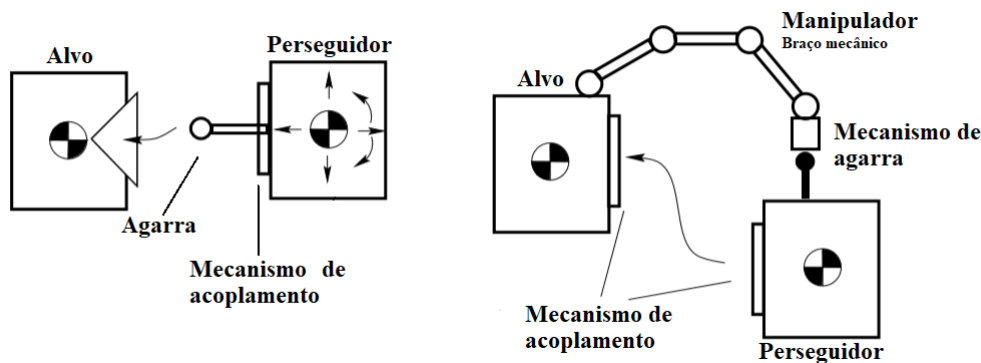 Alvo
Perseguidor
Agarra
Mecanismo de
acoplamento
Manipulador
Braço mecânico
Alvo
Mecanismo de
agarra
Mecanismo de
acoplamento
Perseguidor